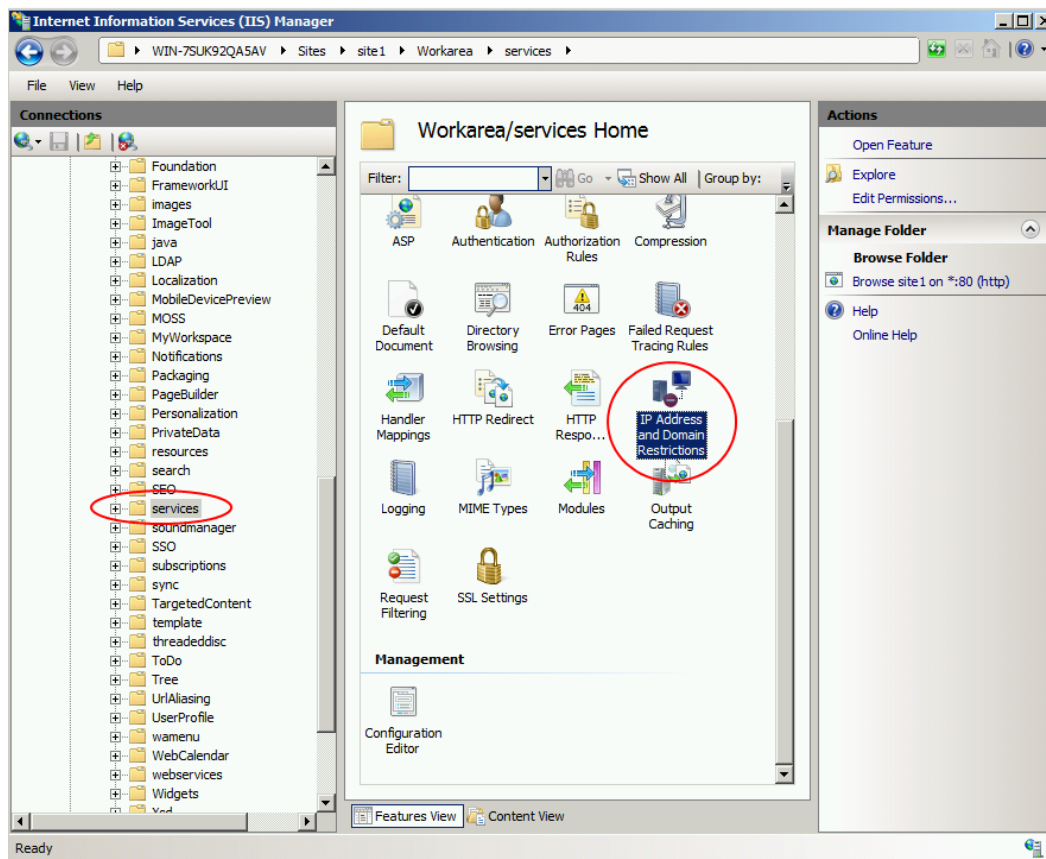 Internet Information Services (IIS) Manager
WIN-7SUK92QA5AV Sites site1 Workarea services
File View Help
Connections
Foundation
FrameworkUI
images
ImageTool
java
LDAP
Localization
MobileDevicePreview
MOSS
MyWorkspace
Notifications
Packaging
PageBuilder
Personalization
PrivateData
resources
search
SEO
services
soundmanager
SSO
subscriptions
sync
TargetedContent
template
threadeddisc
ToDo
Tree
UrlAliasing
UserProfile
wamenu
WebCalendar
webservices
Widgets
Xsd
Workarea/services Home
Filter: Go Show All Group by:
ASP Authentication Authorization Compression
Rules
404
Default Directory Error Pages Failed Request
Document Browsing Tracing Rules
Handler HTTP Redirect HTTP IP Address
Mappings Respo... and Domain
Restrictions
Logging MIME Types Modules Output
Caching
Request SSL Settings
Filtering
Management
Configuration
Editor
Features View Content View
Actions
Open Feature
Explore
Edit Permissions...
Manage Folder
Browse Folder
Browse site1 on *:80 (http)
Help
Online Help
Ready